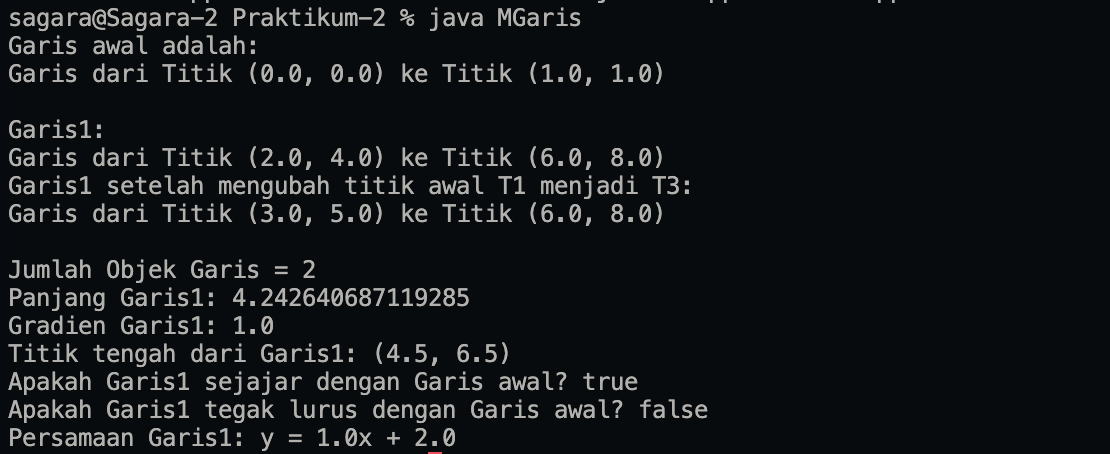 sagara@Sagara-2 Praktikum-2 % java MGaris
Garis awal adalah:
Garis dari Titik (0.0, 0.0) ke Titik (1.0, 1.0)
Garis1:
Garis dari Titik (2.0, 4.0) ke Titik (6.0, 8.0)
Garis1 setelah mengubah titik awal T1 menjadi T3:
Garis dari Titik (3.0, 5.0) ke Titik (6.0, 8.0)
Jumlah Objek Garis = 2
Panjang Garis1: 4.242640687119285
Gradien Garis1: 1.0
Titik tengah dari Garis1: (4.5, 6.5)
Apakah Garis1 sejajar dengan Garis awal? true
Apakah Garis1 tegak lurus dengan Garis awal? false
Persamaan Garis1: y = 1.0x + 2.0